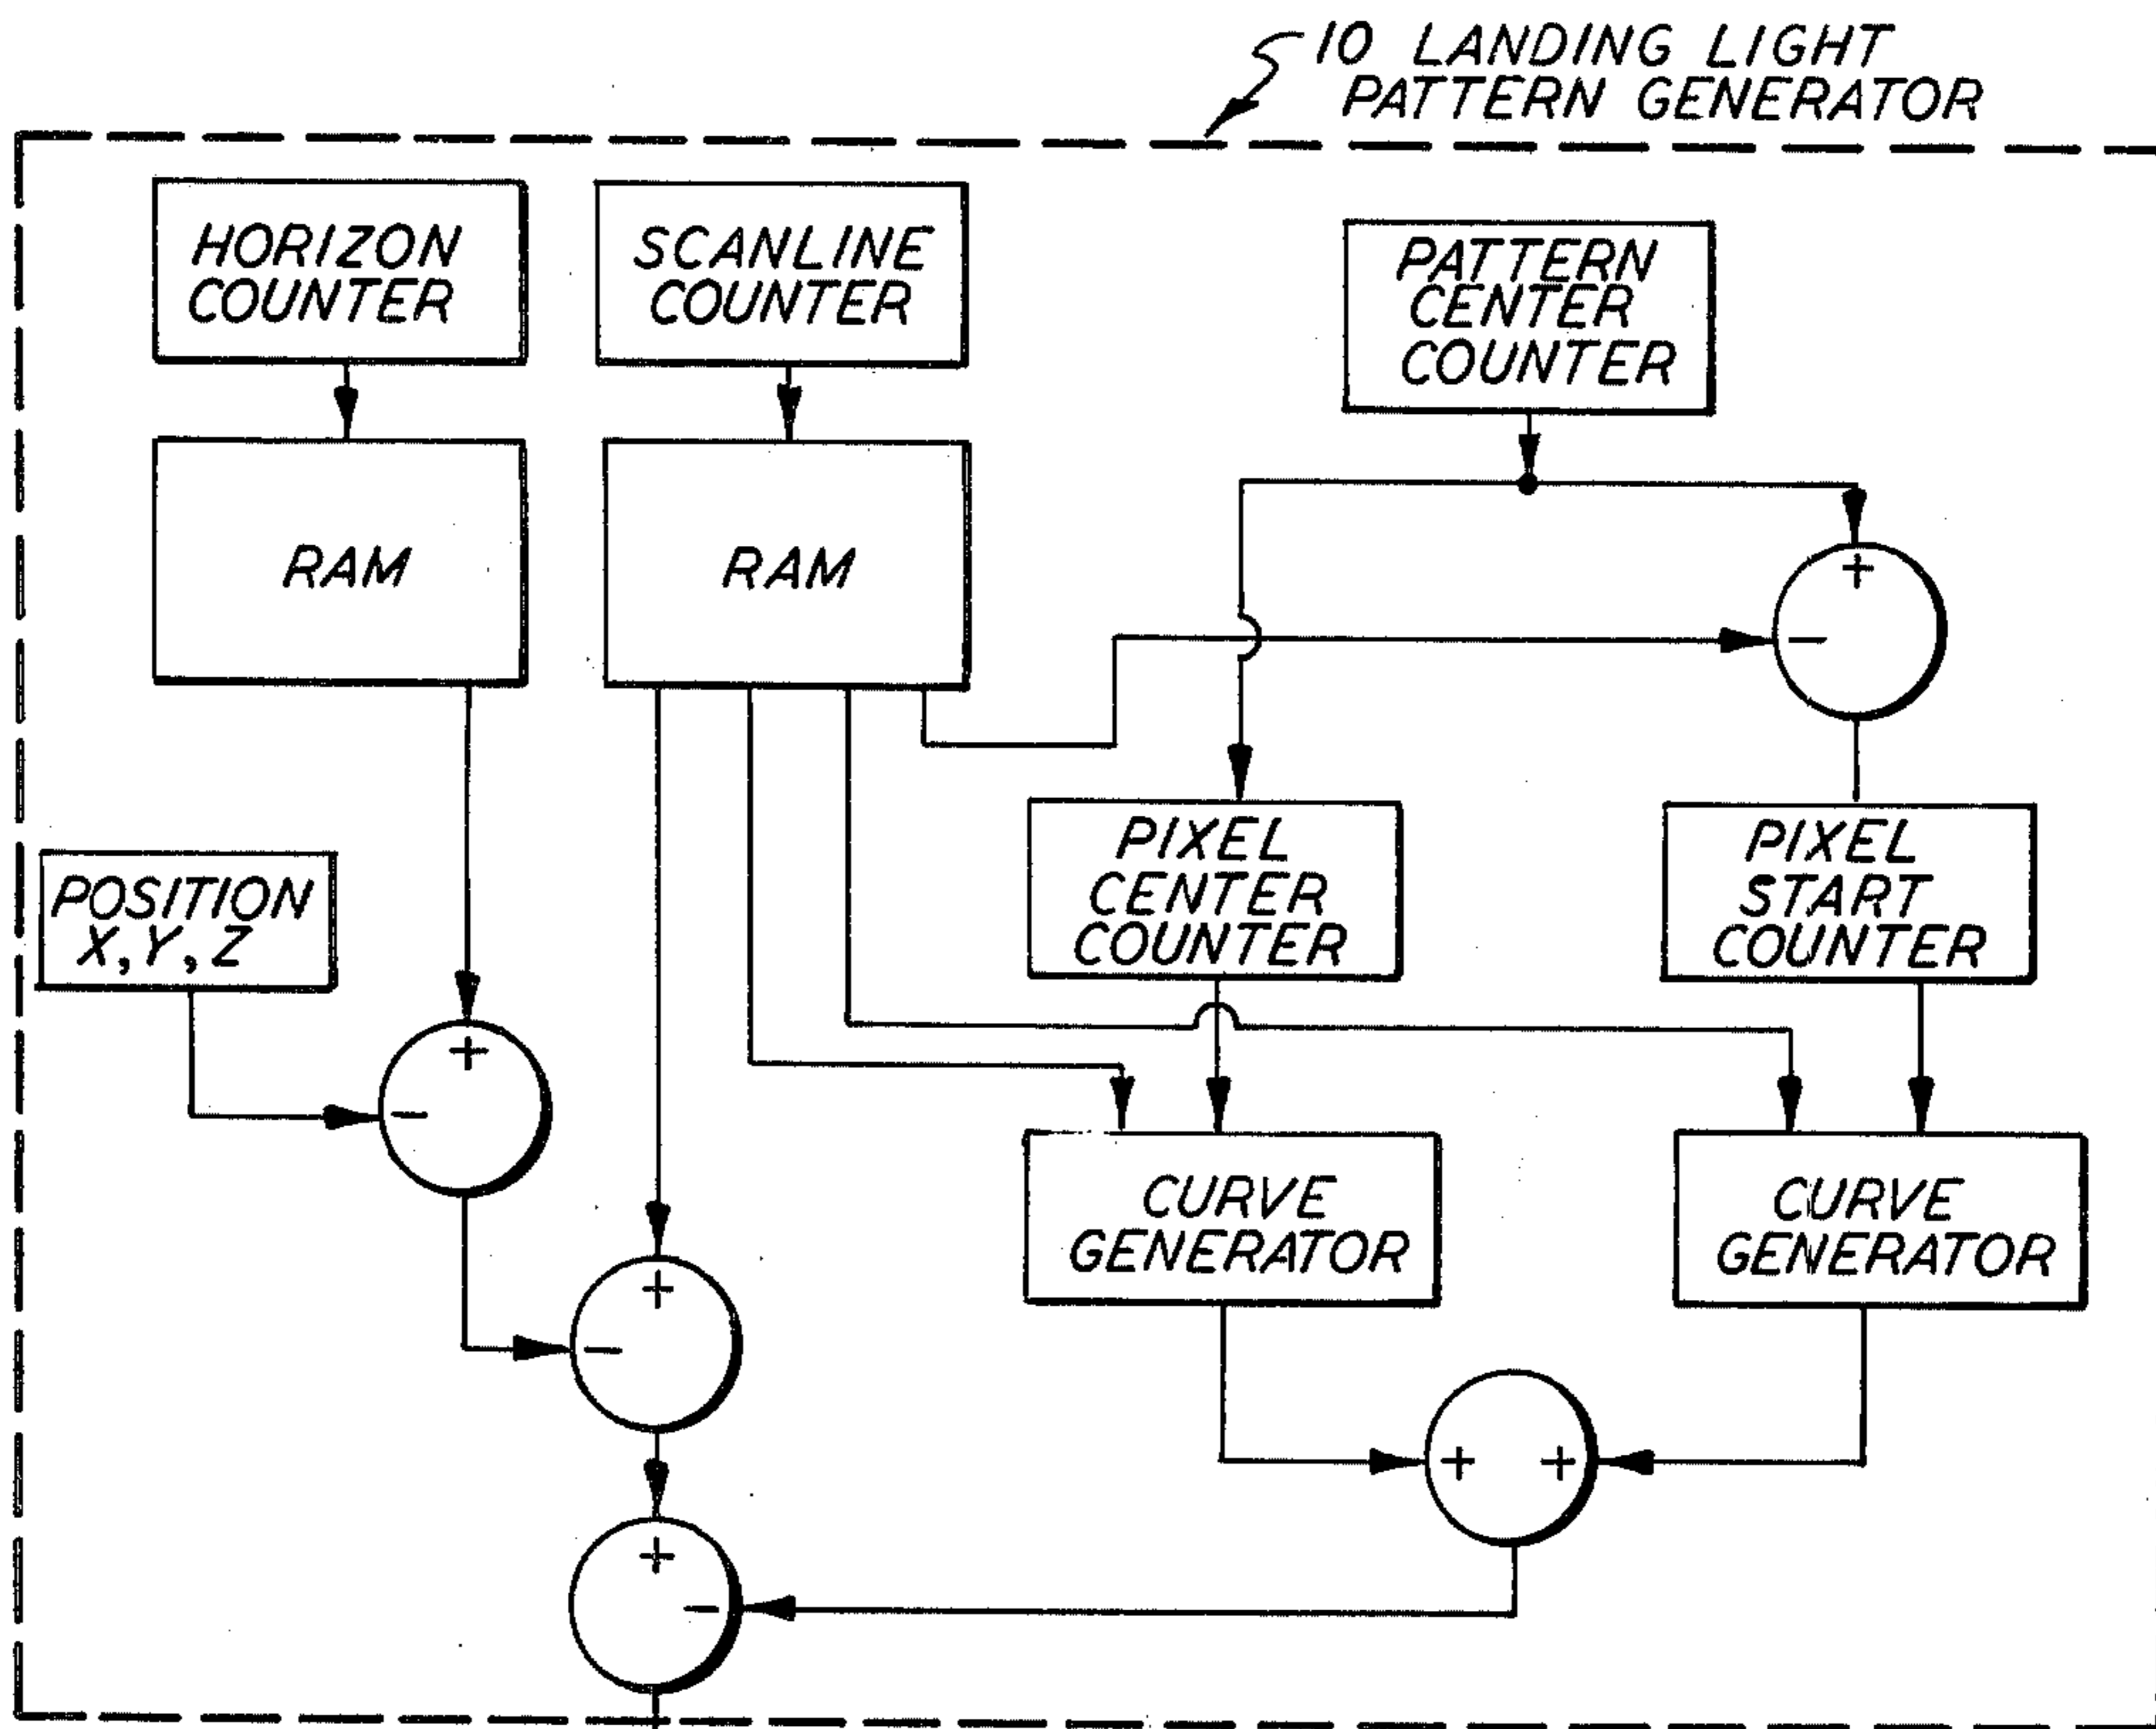 10 LANDING LIGHT
PATTERN GENERATOR
HORIZON
COUNTER
SCANLINE
COUNTER
PATTERN
CENTER
COUNTER
RAM
RAM
+
−
PIXEL
CENTER
COUNTER
PIXEL
START
COUNTER
POSITION
X,Y,Z
+
−
CURVE
GENERATOR
CURVE
GENERATOR
+
−
+ +
+
−